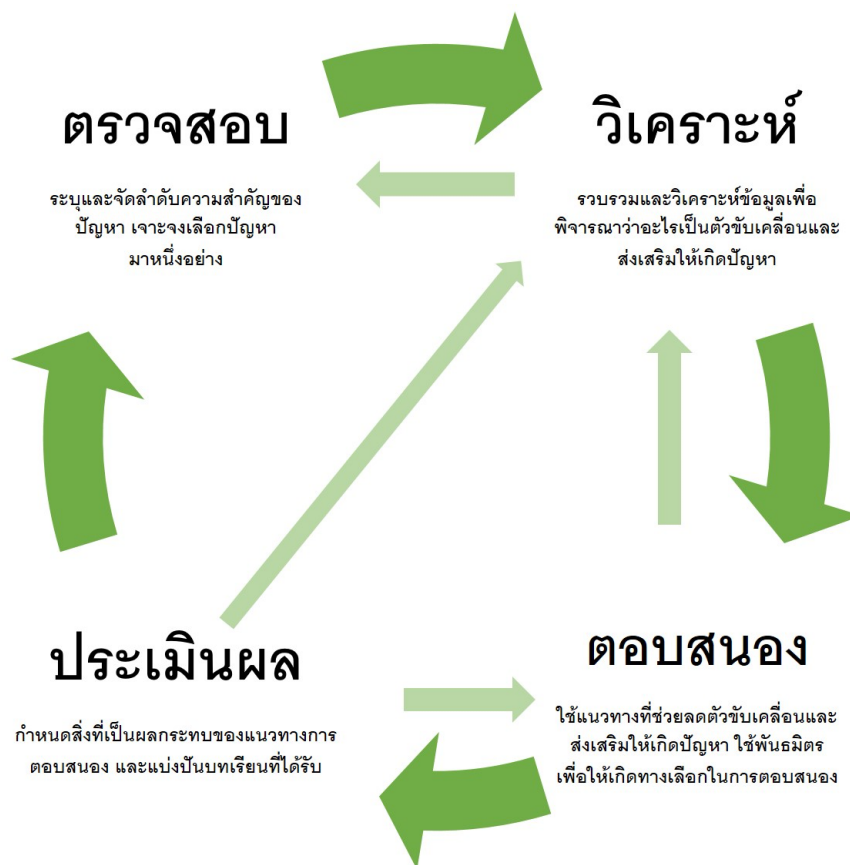 ตรวจสอบ
ระบุและจัดลำดับความสำคัญของ
ปัญหา เจาะจงเลือกปัญหา
มาหนึ่งอย่าง
วิเคราะห์
รวบรวมและวิเคราะห์ข้อมูลเพื่อ
พิจารณาว่าอะไรเป็นตัวขับเคลื่อนและ
ส่งเสริมให้เกิดปัญหา
ประเมินผล
กำหนดสิ่งที่เป็นผลกระทบของแนวทางการ
ตอบสนอง และแบ่งปันบทเรียนที่ได้รับ
ตอบสนอง
ใช้แนวทางที่ช่วยลดตัวขับเคลื่อนและ
ส่งเสริมให้เกิดปัญหา ใช้พันธมิตร
เพื่อให้เกิดทางเลือกในการตอบสนอง